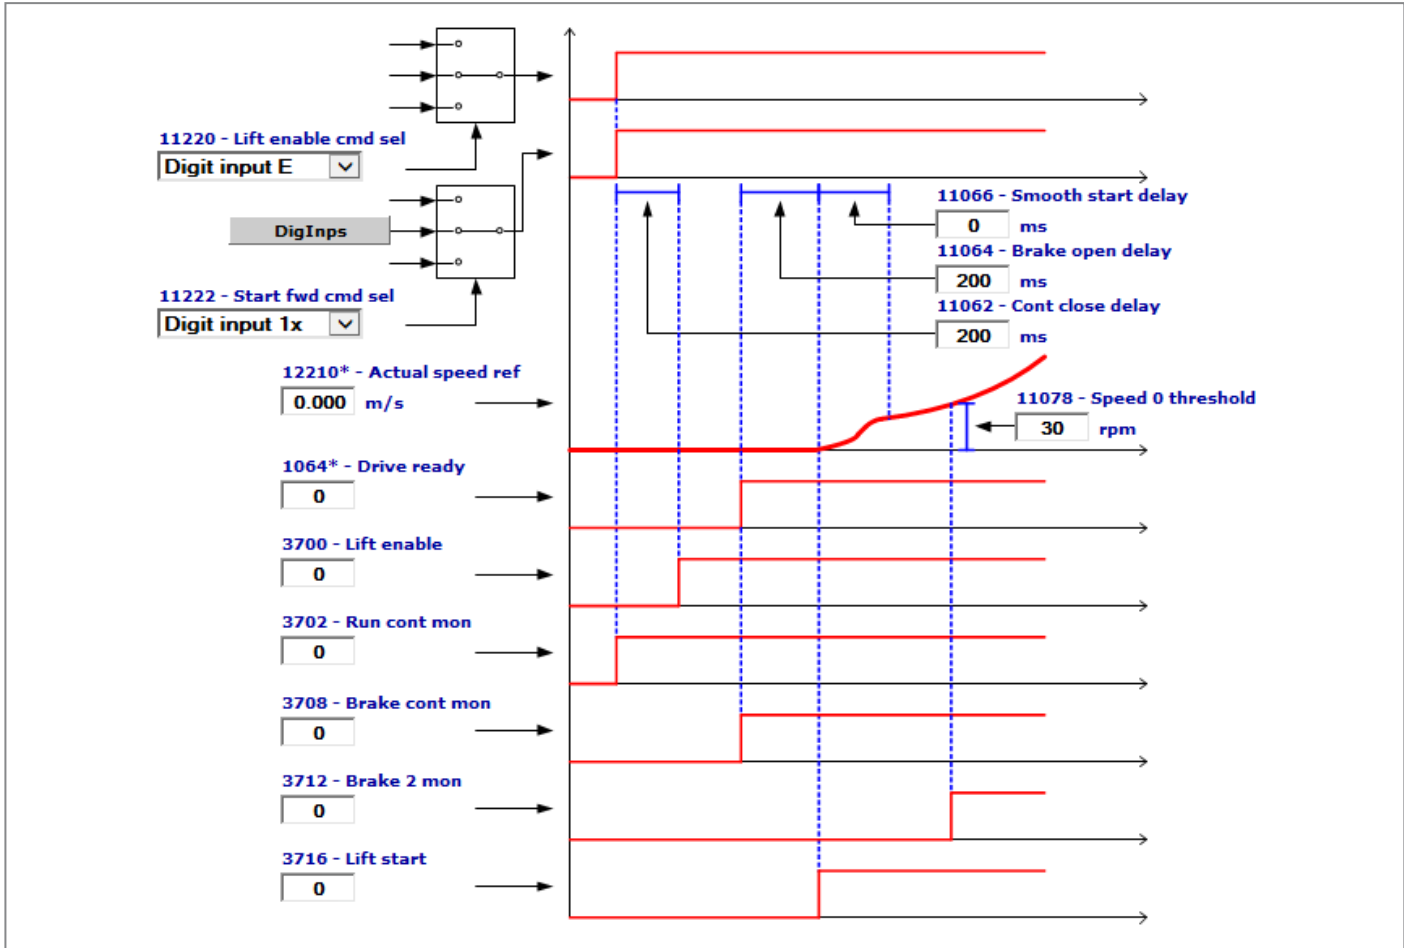 11220 - Lift enable cmd sel
Digit input E
DigInps
11222 - Start fwd cmd sel
Digit input 1x
11066 - Smooth start delay
0 ms
11064 - Brake open delay
200 ms
11062 - Cont close delay
200 ms
12210* - Actual speed ref
0.000 m/s
11078 - Speed 0 threshold
30 rpm
1064* - Drive ready
0
3700 - Lift enable
0
3702 - Run cont mon
0
3708 - Brake cont mon
0
3712 - Brake 2 mon
0
3716 - Lift start
0